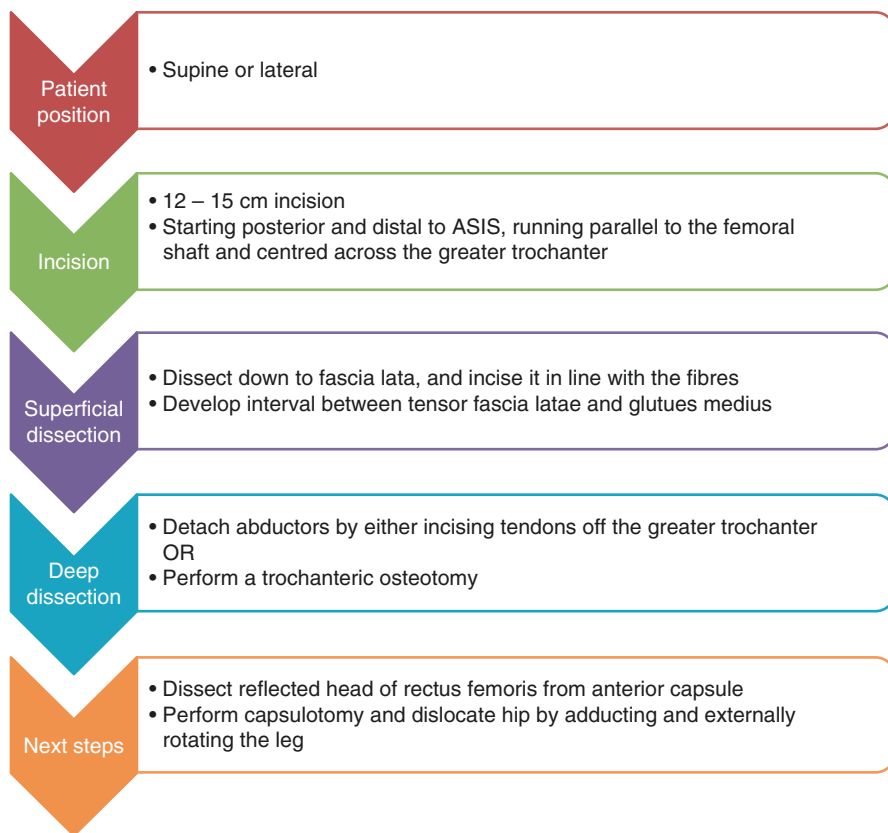 Patient
position
• Supine or lateral
Incision
• 12 – 15 cm incision
• Starting posterior and distal to ASIS, running parallel to the femoral
shaft and centred across the greater trochanter
Superficial
dissection
• Dissect down to fascia lata, and incise it in line with the fibres
• Develop interval between tensor fascia latae and glutues medius
Deep
dissection
• Detach abductors by either incising tendons off the greater trochanter
OR
• Perform a trochanteric osteotomy
Next steps
• Dissect reflected head of rectus femoris from anterior capsule
• Perform capsulotomy and dislocate hip by adducting and externally
rotating the leg